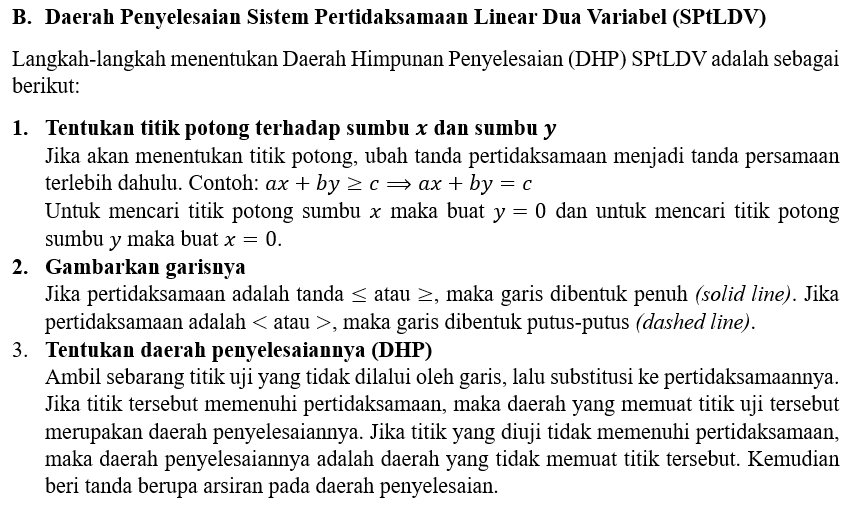 B. Daerah Penyelesaian Sistem Pertidaksamaan Linear Dua Variabel (SPtLDV)
Langkah-langkah menentukan Daerah Himpunan Penyelesaian (DHP) SPtLDV adalah sebagai
berikut:
1. Tentukan titik potong terhadap sumbu x dan sumbu y
Jika akan menentukan titik potong, ubah tanda pertidaksamaan menjadi tanda persamaan
terlebih dahulu. Contoh: ax + by ≥ c ⟹ ax + by = c
Untuk mencari titik potong sumbu x maka buat y = 0 dan untuk mencari titik potong
sumbu y maka buat x = 0.
2. Gambarkan garisnya
Jika pertidaksamaan adalah tanda ≤ atau ≥, maka garis dibentuk penuh (solid line). Jika
pertidaksamaan adalah < atau >, maka garis dibentuk putus-putus (dashed line).
3. Tentukan daerah penyelesaiannya (DHP)
Ambil sebarang titik uji yang tidak dilalui oleh garis, lalu substitusi ke pertidaksamaannya.
Jika titik tersebut memenuhi pertidaksamaan, maka daerah yang memuat titik uji tersebut
merupakan daerah penyelesaiannya. Jika titik yang diuji tidak memenuhi pertidaksamaan,
maka daerah penyelesaiannya adalah daerah yang tidak memuat titik tersebut. Kemudian
beri tanda berupa arsiran pada daerah penyelesaian.